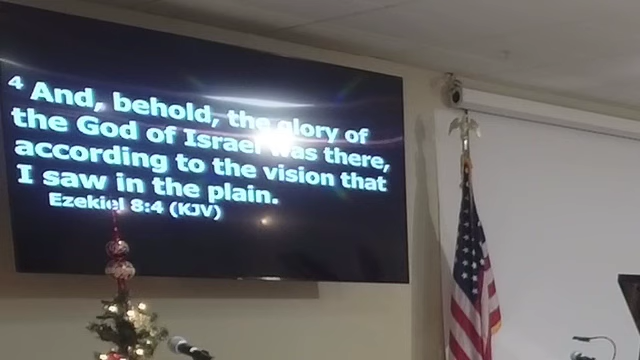 4 And, behold, the glory of
the God of Israel was there,
according to the vision that
I saw in the plain.
Ezekiel 8:4 (KJV)